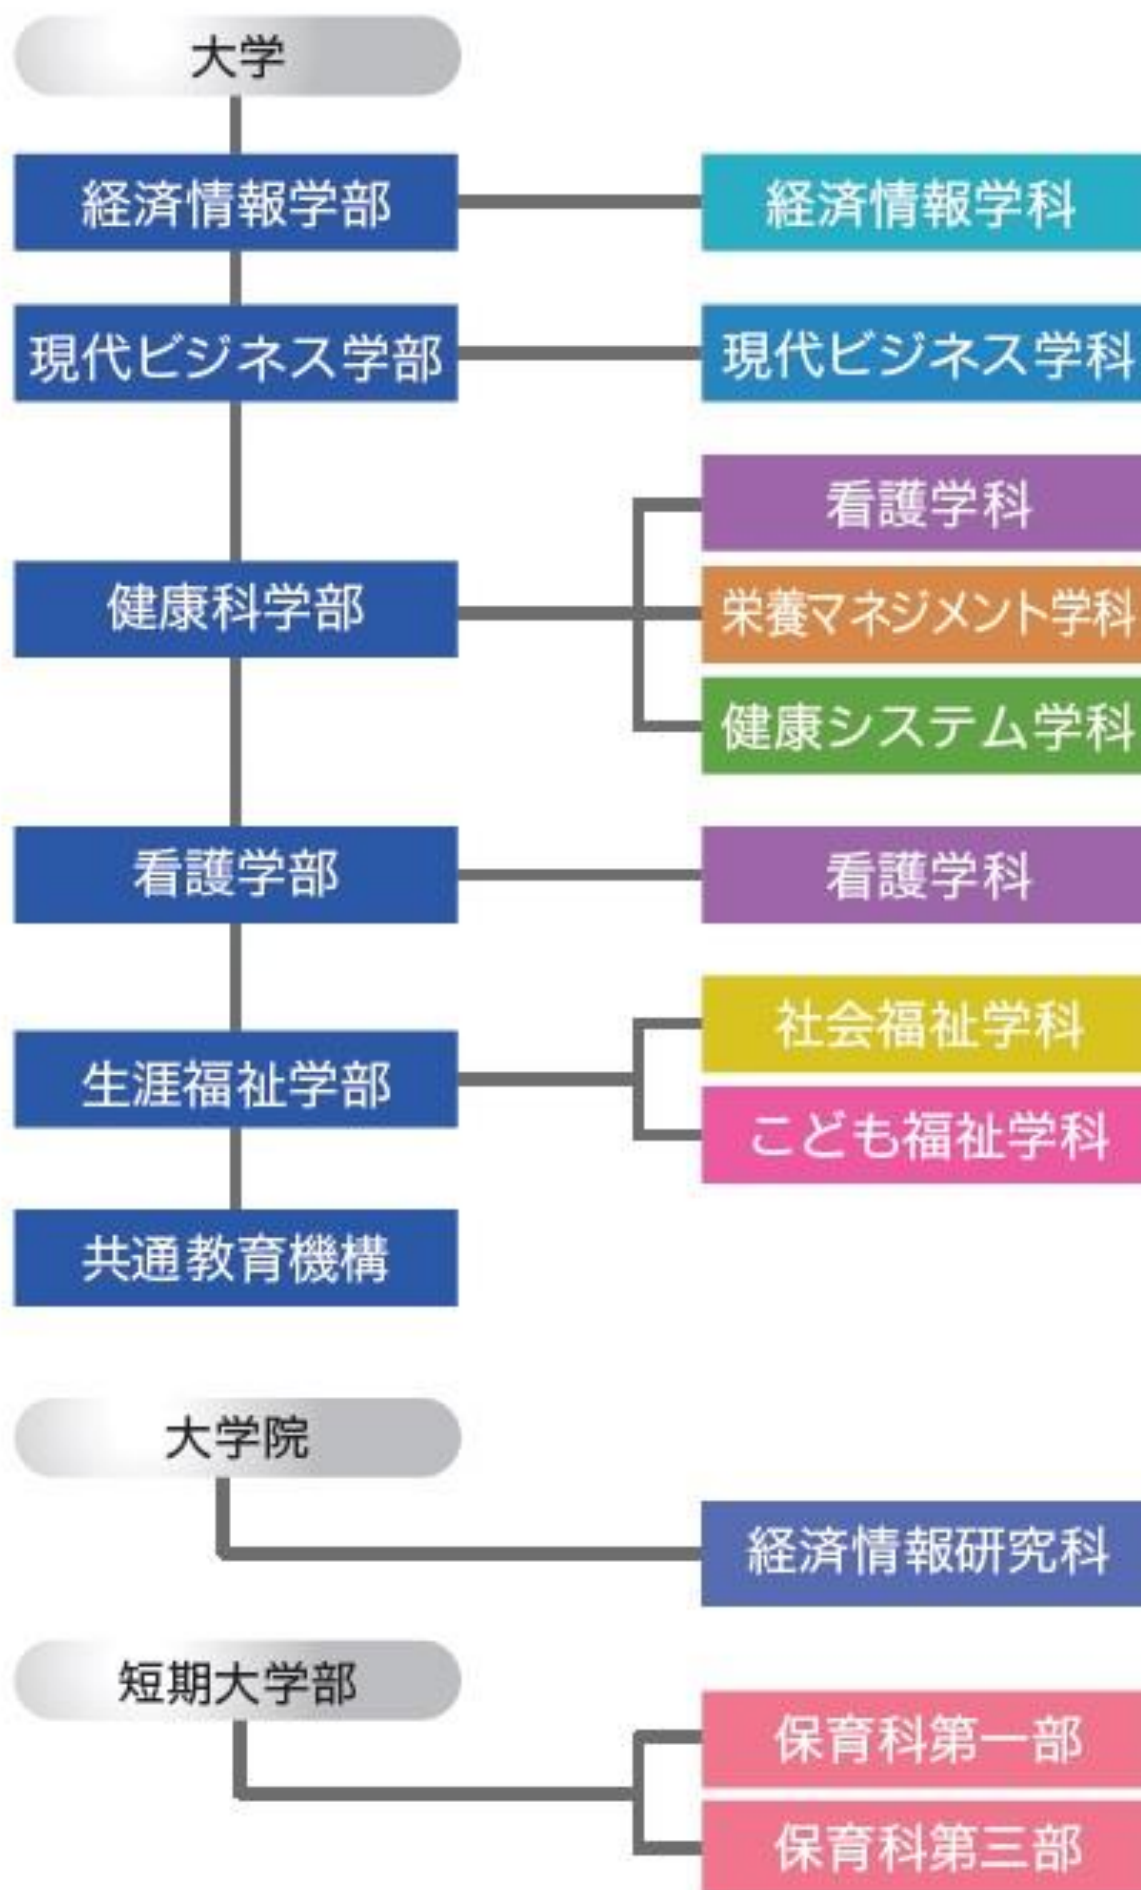 大学
経済情報学部
経済情報学科
現代ビジネス学部
現代ビジネス学科
健康科学部
看護学科
栄養マネジメント学科
健康システム学科
看護学部
看護学科
生涯福祉学部
社会福祉学科
こども福祉学科
共通教育機構
大学院
経済情報研究科
短期大学部
保育科第一部
保育科第三部